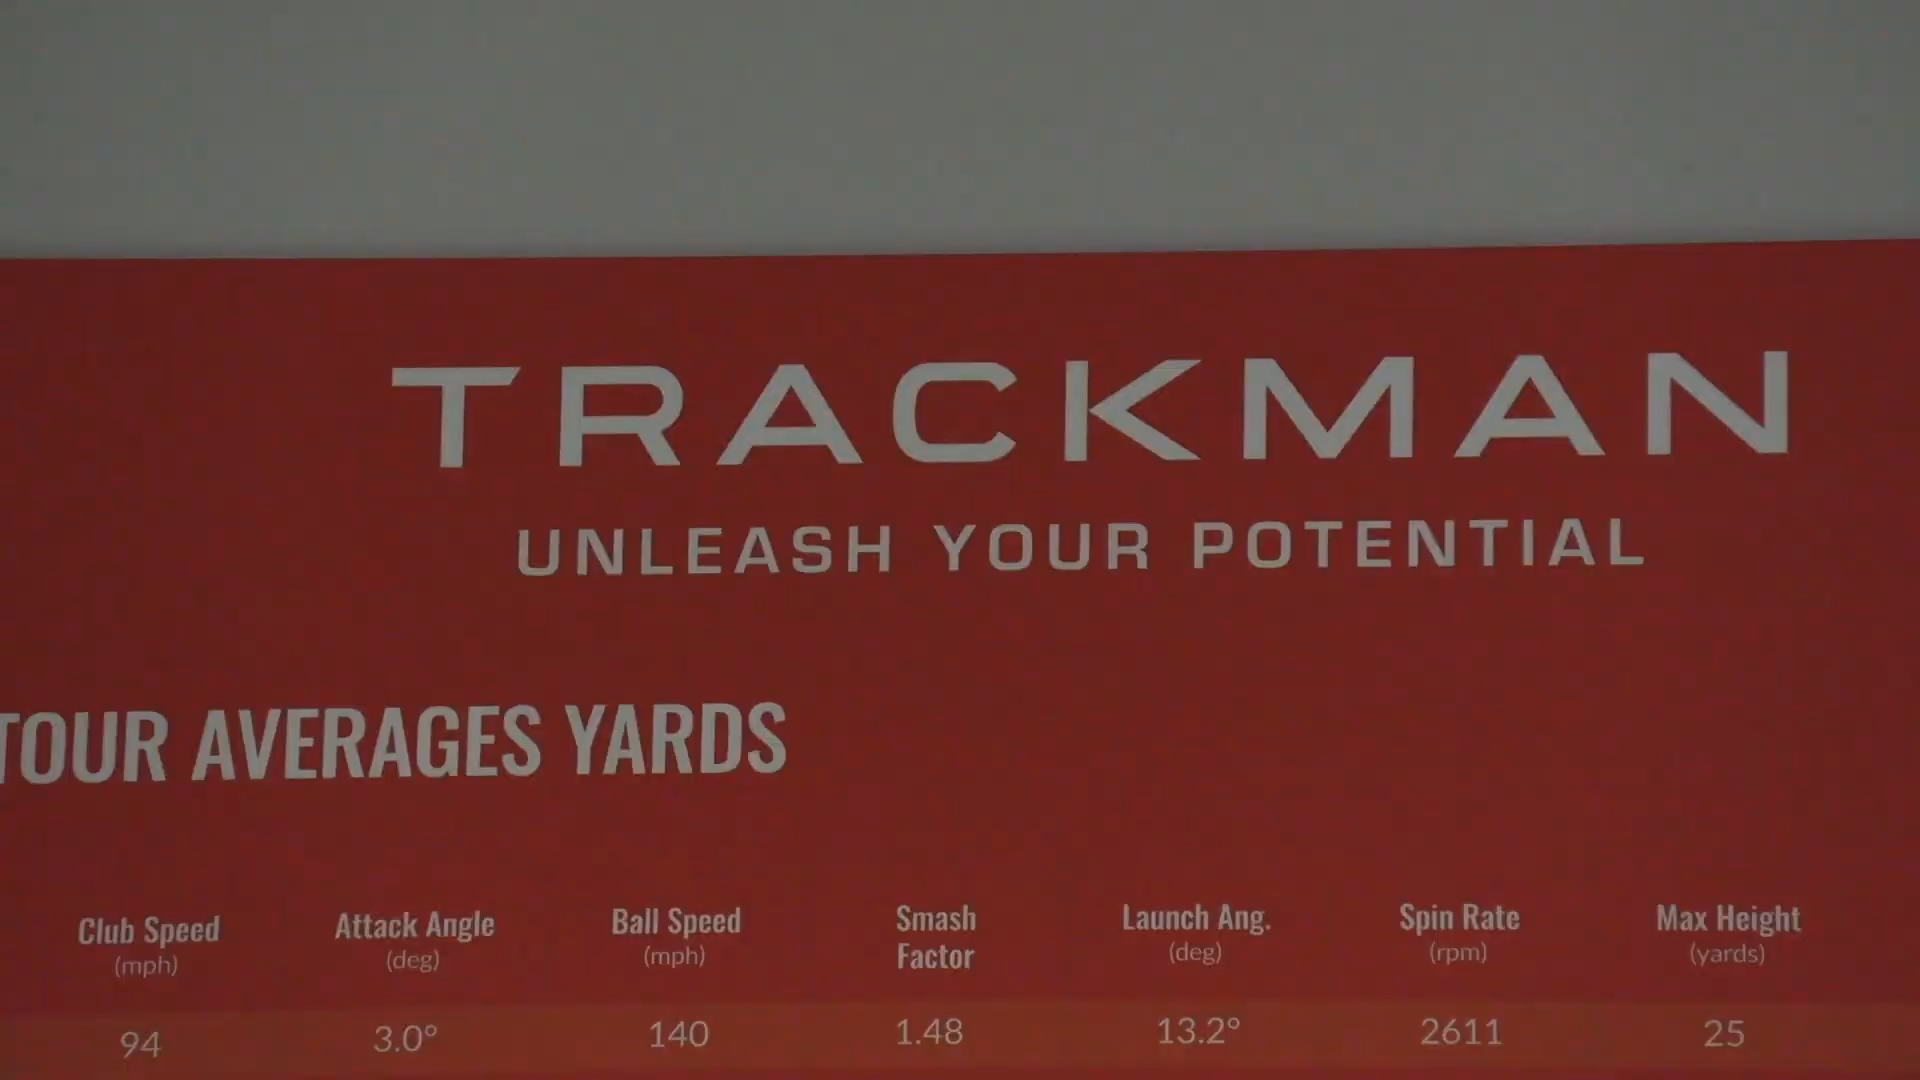 TRACKMAN
UNLEASH YOUR POTENTIAL
TOUR AVERAGES YARDS
Club Speed Attack Angle Ball Speed Smash Factor Launch Ang. Spin Rate Max Height
(mph) (deg) (mph) (deg) (rpm) (yards)
94 3.0° 140 1.48 13.2° 2611 25